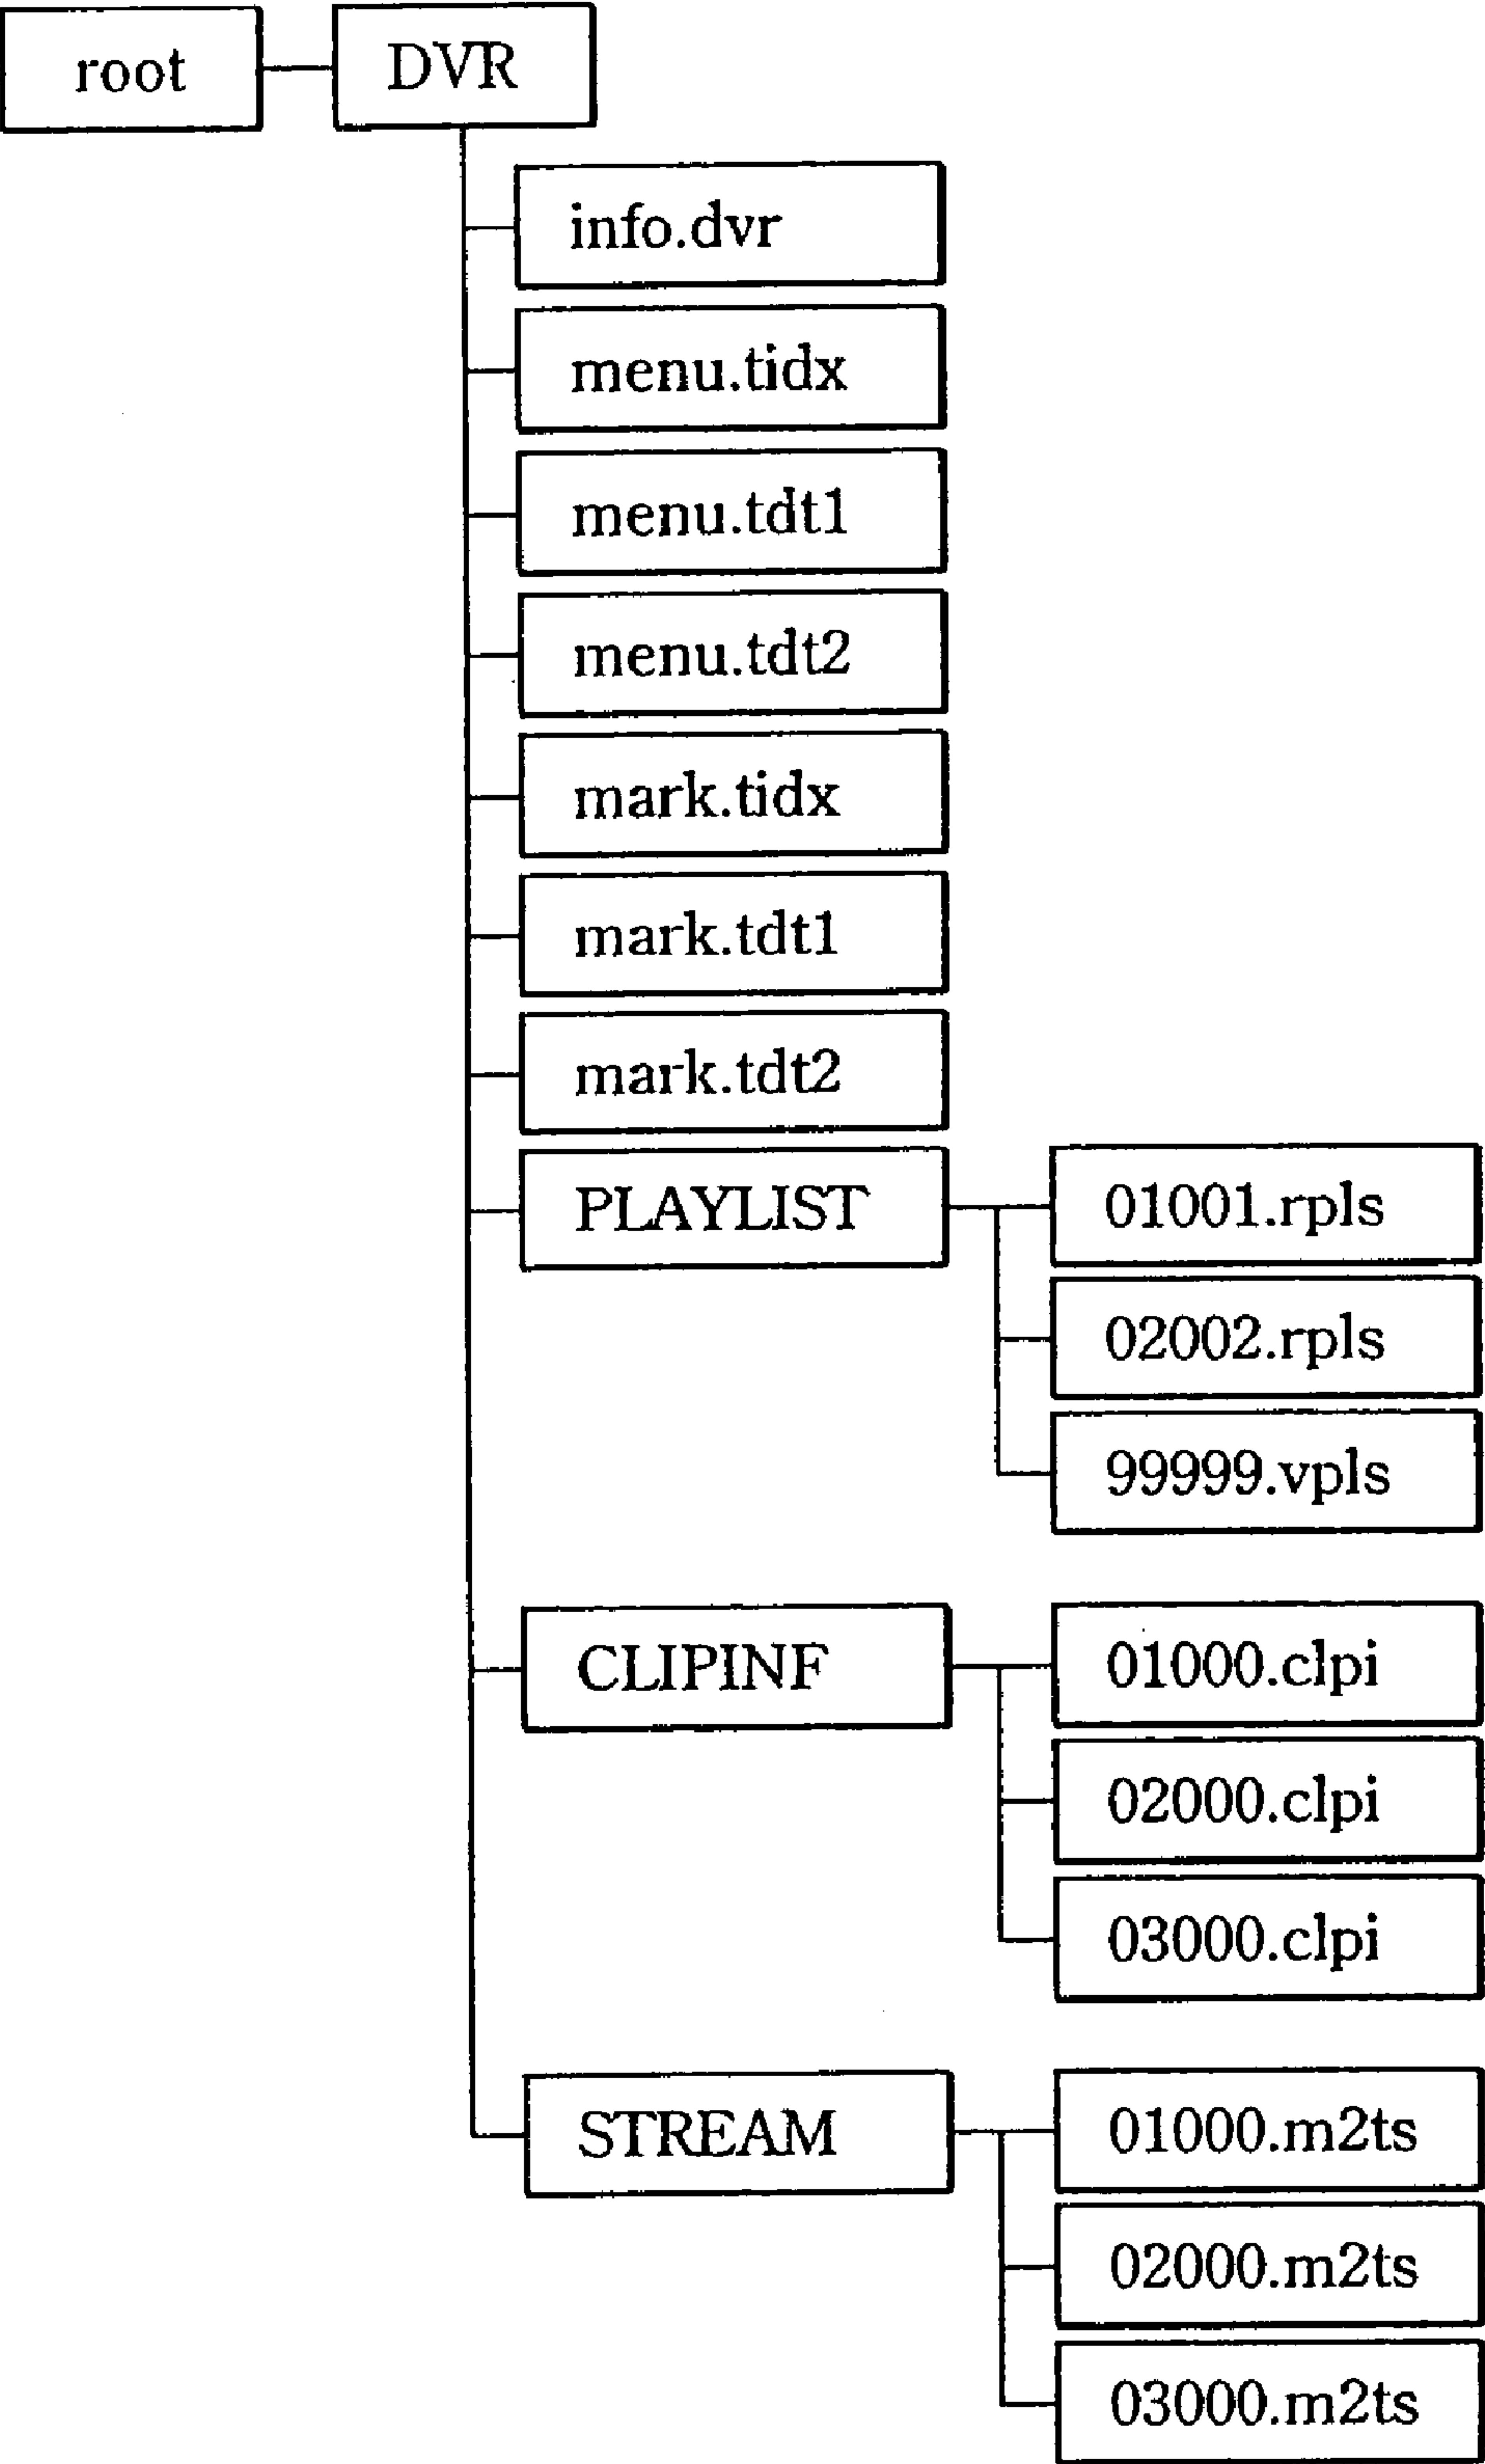 root
DVR
info.dvr
menu.tidx
menu.tdt1
menu.tdt2
mark.tidx
mark.tdt1
mark.tdt2
PLAYLIST
01001.rpls
02002.rpls
99999.vpls
CLIPINF
01000.clpi
02000.clpi
03000.clpi
STREAM
01000.m2ts
02000.m2ts
03000.m2ts